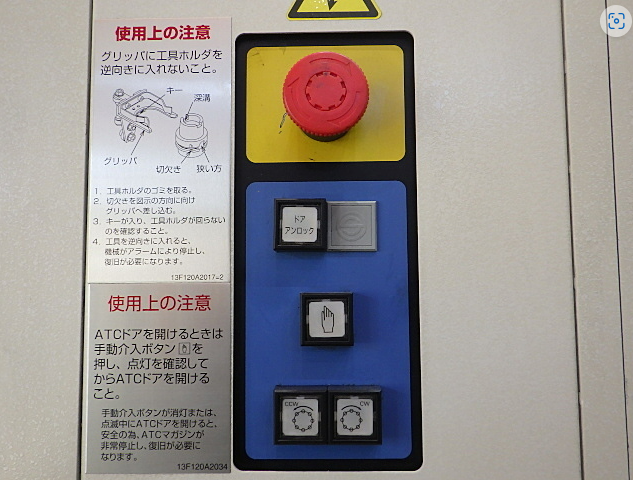 使用上の注意
グリッパに工具ホルダを
逆向きに入れないこと。
キー
深溝
グリッパ
切欠き
狭い方
1. 工具ホルダのゴミを取る。
2. 切欠きを図示の方向に向け
グリッパへ差し込む。
3. キーが入り、工具ホルダが回らない
のを確認すること。
4. 工具を逆向きに入れると、
機械がアラームにより停止し、
復旧が必要になります。
13F120A2017-2
使用上の注意
ATCドアを開けるときは
手動介入ボタン を
押し、点灯を確認して
からATCドアを開ける
こと。
手動介入ボタンが消灯または、
点滅中にATCドアを開けると、
安全の為、ATCマガジンが
非常停止し、復旧が必要に
なります。
13F120A2034
ドア
アンロック
CCW
CW